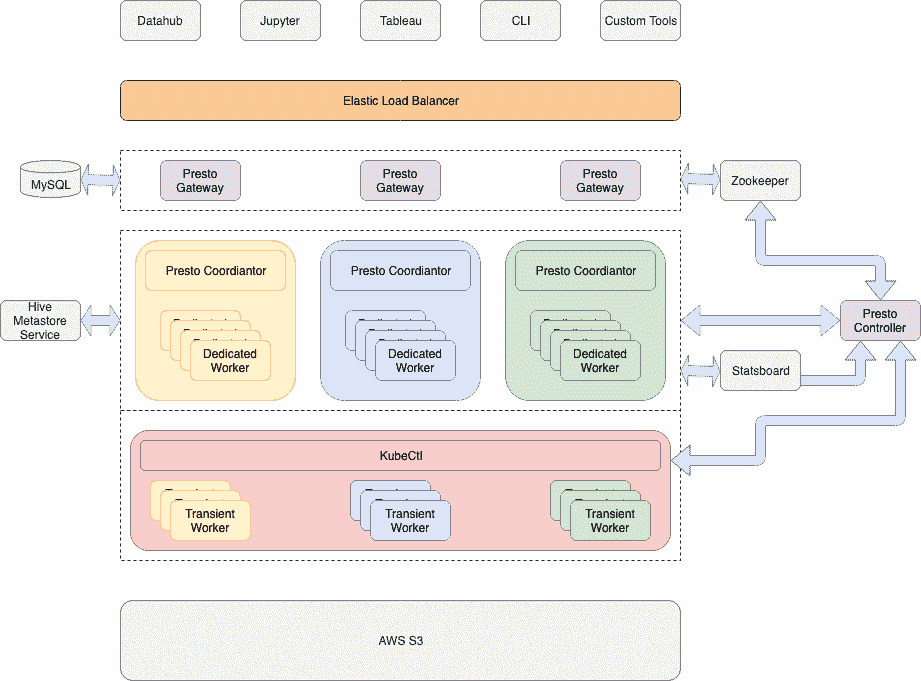 Datahub
Jupyter
Tableau
CLI
Custom Tools
Elastic Load Balancer
MySQL
Presto
Gateway
Presto
Gateway
Presto
Gateway
Zookeeper
Presto Coordiantor
Presto Coordiantor
Presto Coordiantor
Hive
Metastore
Service
Presto
Controller
Dedicated
Worker
Dedicated
Worker
Dedicated
Worker
Statsboard
KubeCtl
Transient
Worker
Transient
Worker
Transient
Worker
AWS S3